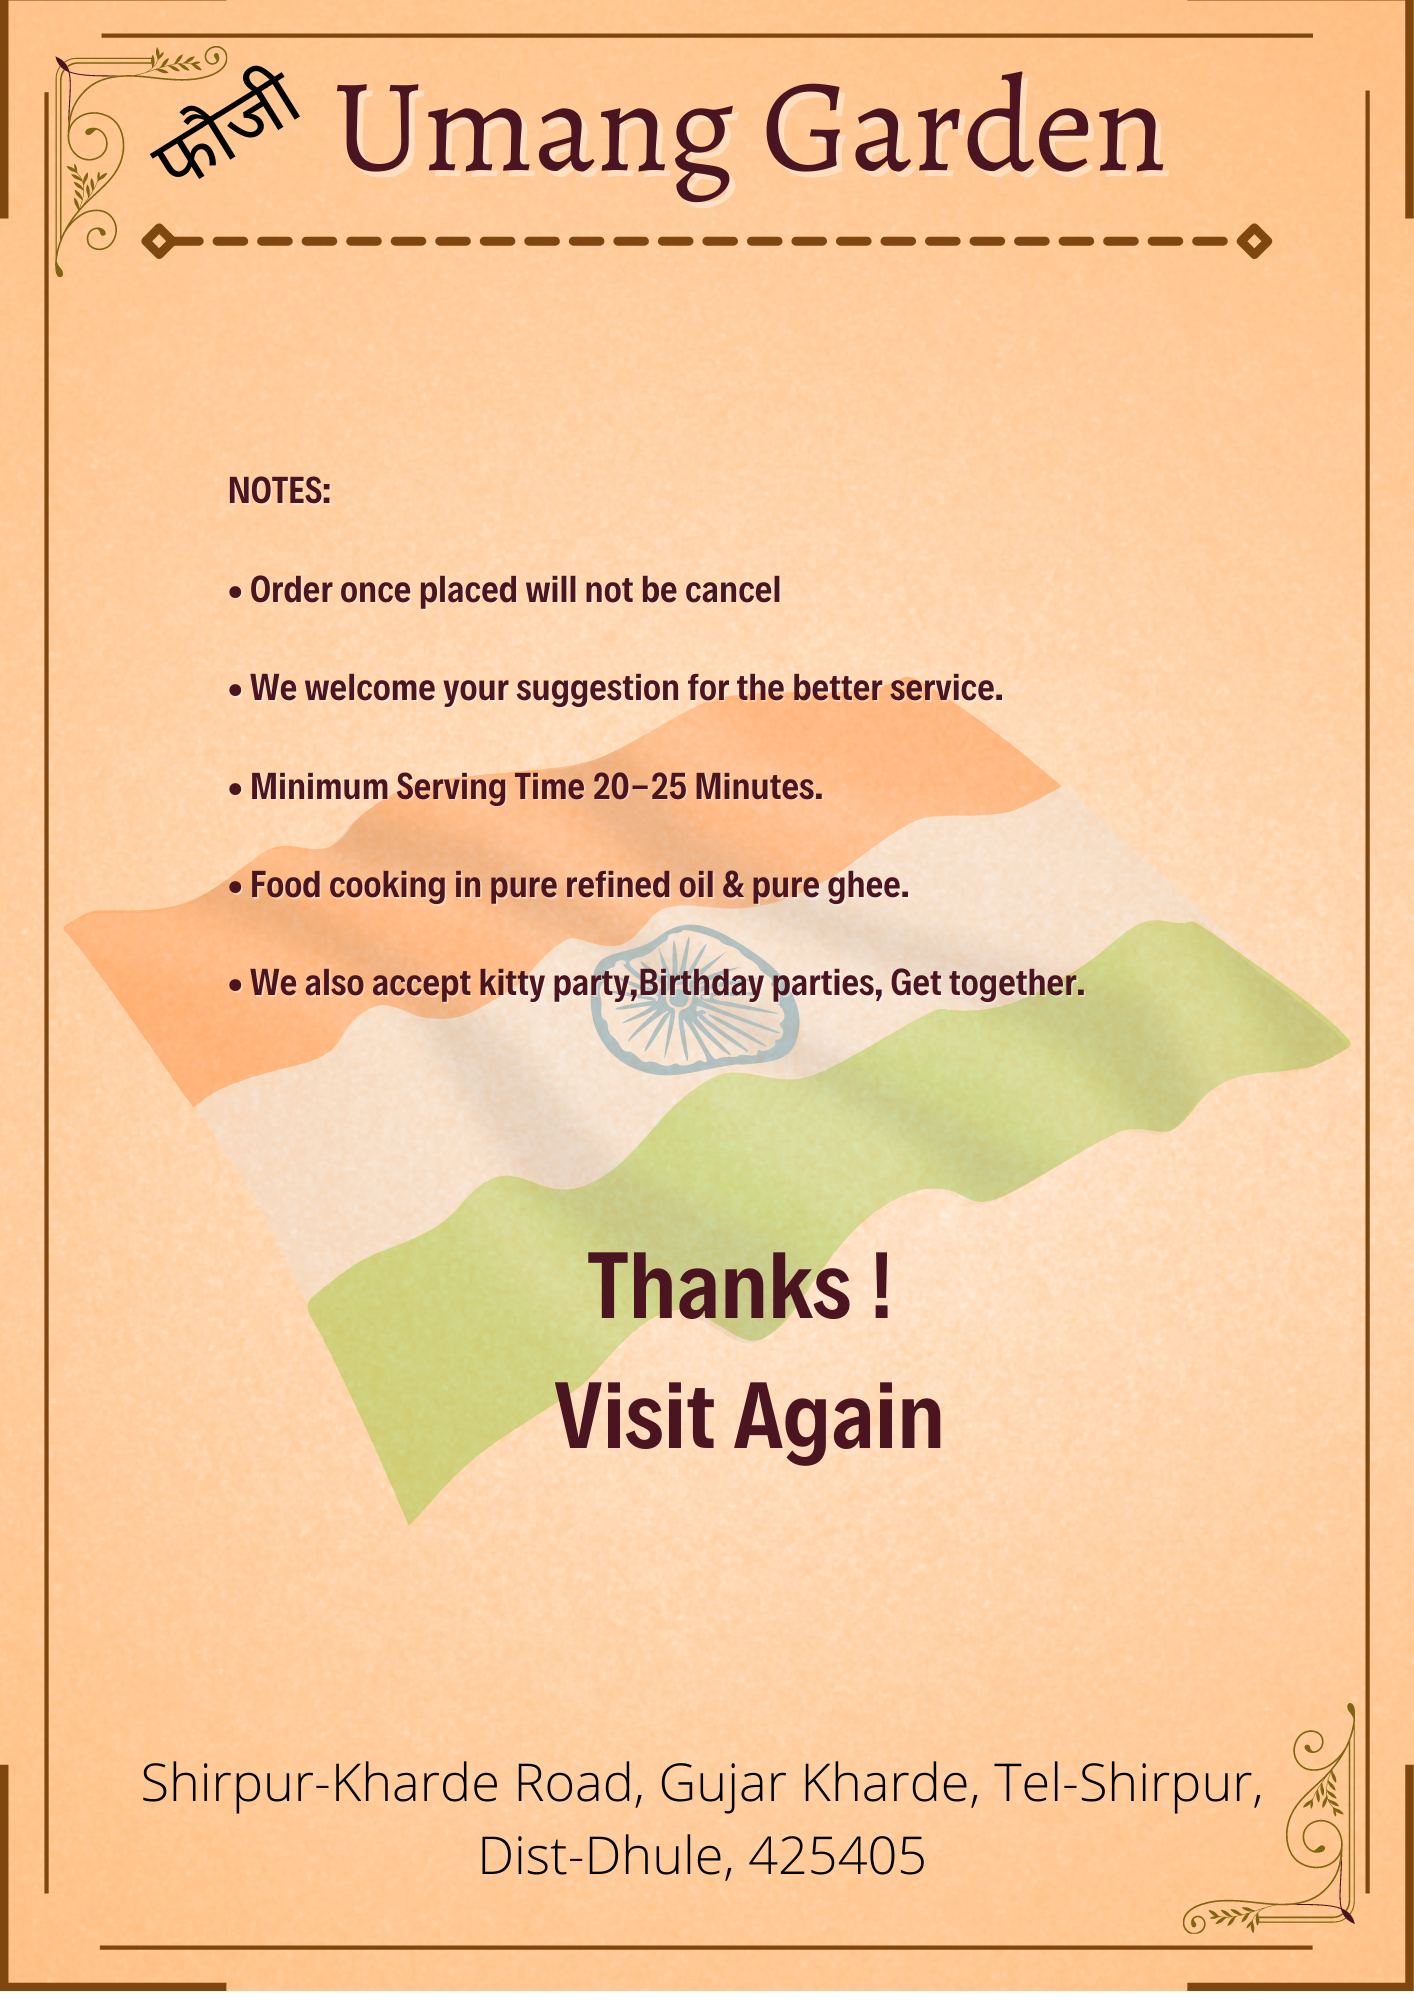 फौजी Umang Garden
NOTES:
• Order once placed will not be cancel
• We welcome your suggestion for the better service.
• Minimum Serving Time 20–25 Minutes.
• Food cooking in pure refined oil & pure ghee.
• We also accept kitty party,Birthday parties, Get together.
Thanks !
Visit Again
Shirpur-Kharde Road, Gujar Kharde, Tel-Shirpur,
Dist-Dhule, 425405